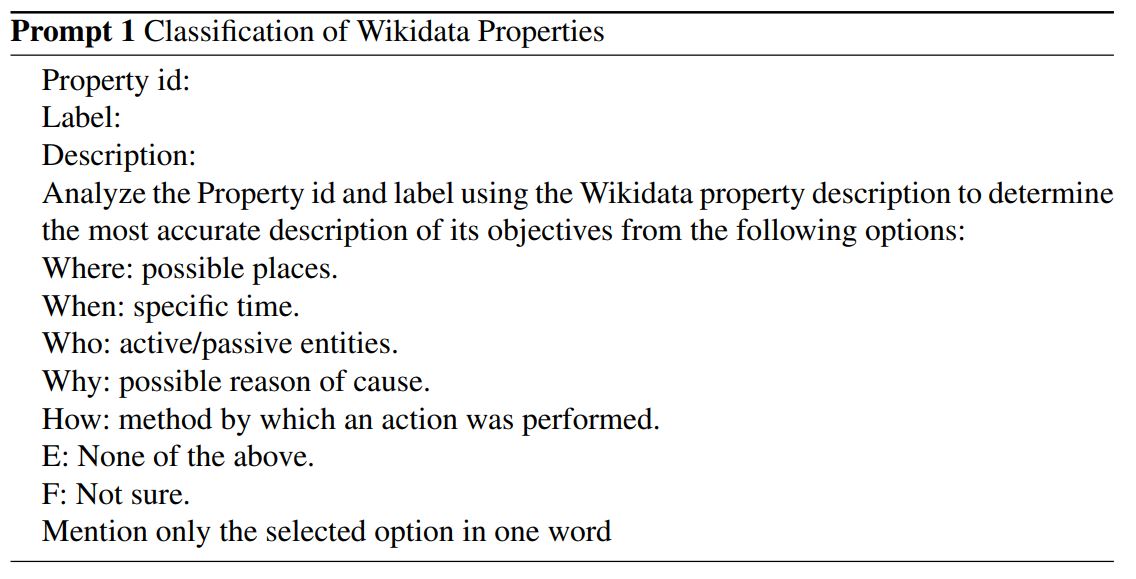 Prompt 1 Classification of Wikidata Properties
Property id:
Label:
Description:
Analyze the Property id and label using the Wikidata property description to determine
the most accurate description of its objectives from the following options:
Where: possible places.
When: specific time.
Who: active/passive entities.
Why: possible reason of cause.
How: method by which an action was performed.
E: None of the above.
F: Not sure.
Mention only the selected option in one word